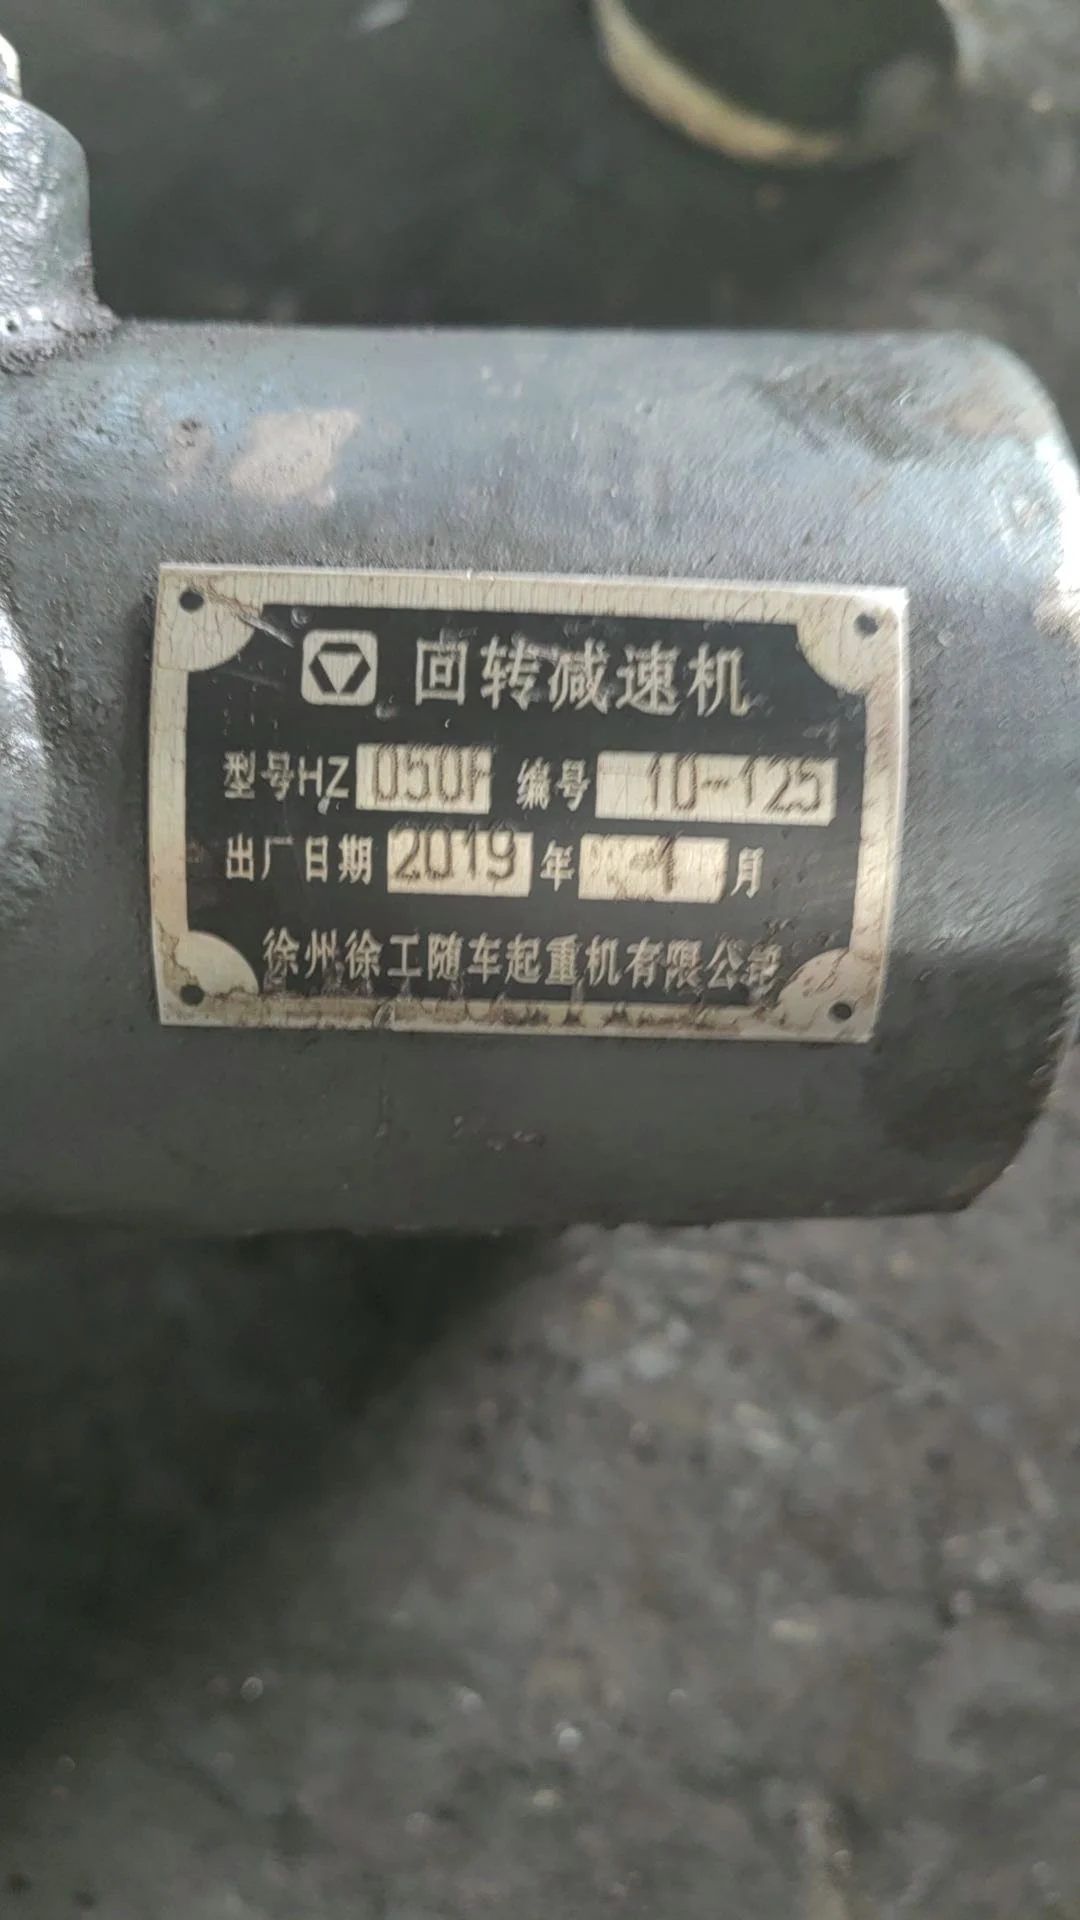 回转减速机
型号HZ 050F 编号 10-125
出厂日期 2019 年 1 月
徐州徐工随车起重机有限公司